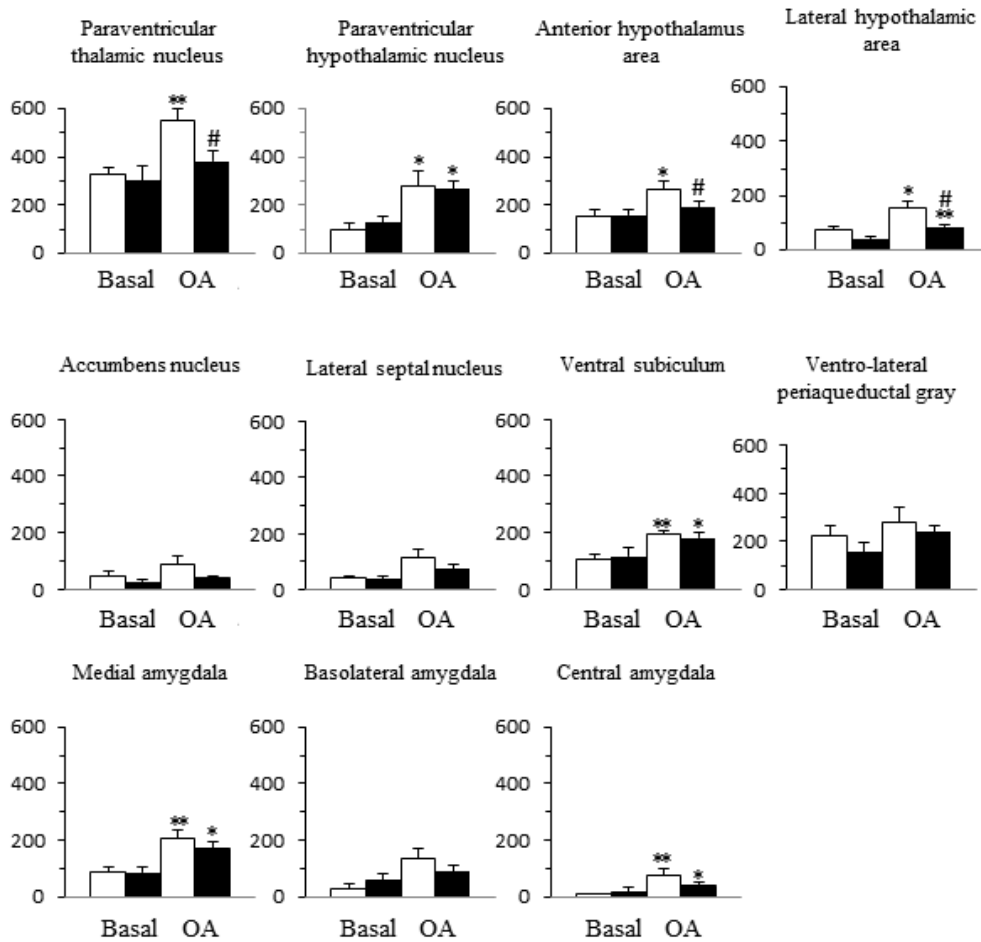 Paraventricular
thalamic nucleus
600
400
200
0
**
#
Basal OA
Paraventricular
hypothalamic nucleus
600
400
200
0
*
*
Basal OA
Anterior hypothalamus
area
600
400
200
0
*
#
Basal OA
Lateral hypothalamic
area
600
400
200
0
*
#
**
Basal OA
Accumbens nucleus
600
400
200
0
Basal OA
Lateral septal nucleus
600
400
200
0
Basal OA
Ventral subiculum
600
400
200
0
**
*
Basal OA
Ventro-lateral
periaqueductal gray
600
400
200
0
Basal OA
Medial amygdala
600
400
200
0
**
*
Basal OA
Basolateral amygdala
600
400
200
0
Basal OA
Central amygdala
600
400
200
0
**
*
Basal OA